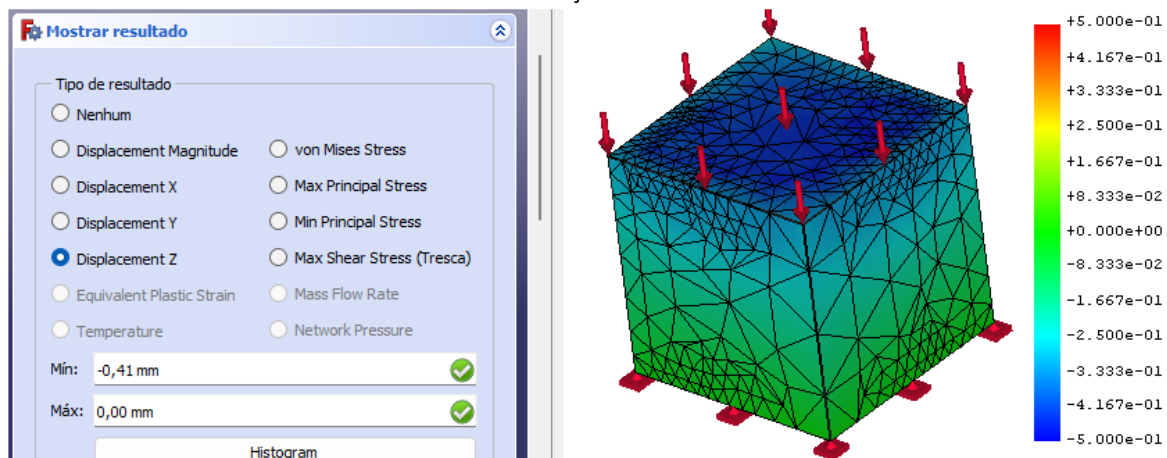 Mostrar resultado
Tipo de resultado
Nenhum
Displacement Magnitude
von Mises Stress
Displacement X
Max Principal Stress
Displacement Y
Min Principal Stress
Displacement Z
Max Shear Stress (Tresca)
Equivalent Plastic Strain
Mass Flow Rate
Temperature
Network Pressure
Mín: -0,41 mm
Máx: 0,00 mm
Histogram
+5.000e-01
+4.167e-01
+3.333e-01
+2.500e-01
+1.667e-01
+8.333e-02
+0.000e+00
-8.333e-02
-1.667e-01
-2.500e-01
-3.333e-01
-4.167e-01
-5.000e-01